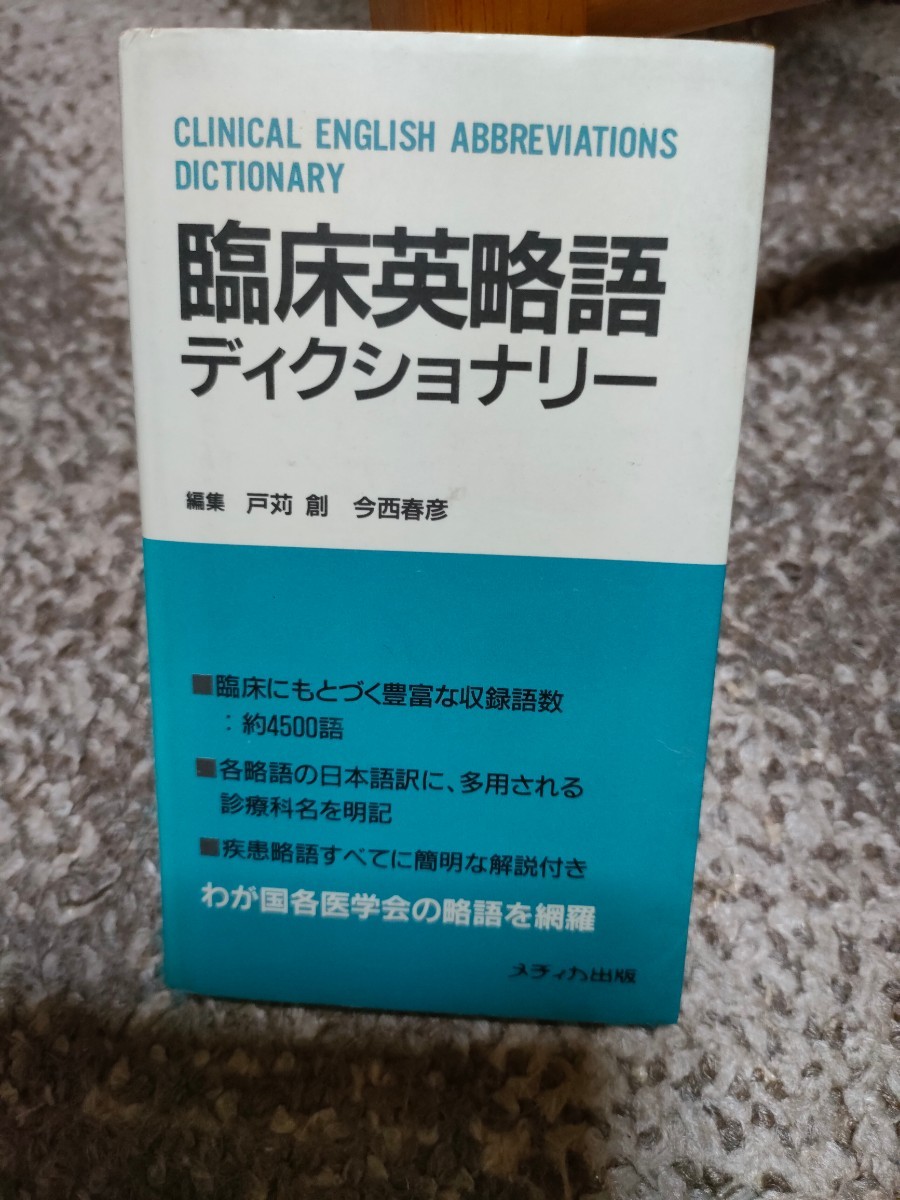 CLINICAL ENGLISH ABBREVIATIONS
DICTIONARY
臨床英略語
ディクショナリー
編集 戸苅 創 今西春彦
■臨床にもとづく豊富な収録語数
：約4500語
■各略語の日本語訳に、多用される
診療科名を明記
■疾患略語すべてに簡明な解説付き
わが国各医学会の略語を網羅
メディカ出版